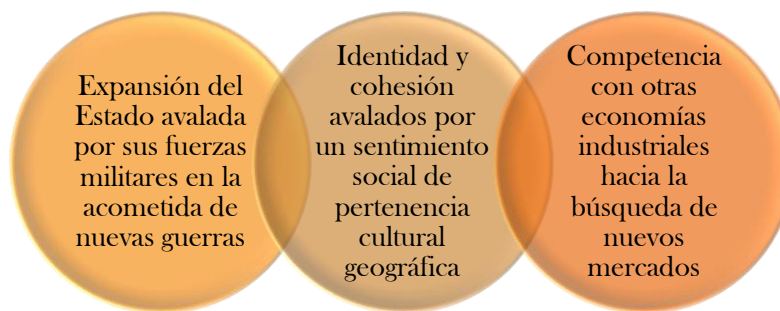 Expansión del
Estado avalada
por sus fuerzas
militares en la
acometida de
nuevas guerras
Identidad y
cohesión
avalados por
un sentimiento
social de
pertenencia
cultural
geográfica
Competencia
con otras
economías
industriales
hacia la
búsqueda de
nuevos
mercados